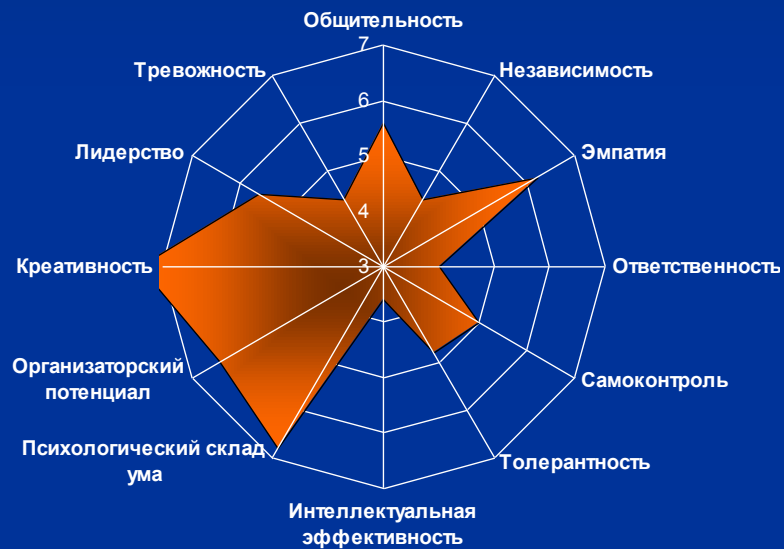 Общительность
7
Тревожность
Независимость
6
Лидерство
5
Эмпатия
4
Креативность
3
Ответственность
Организаторский
потенциал
Самоконтроль
Психологический склад
ума
Толерантность
Интеллектуальная
эффективность